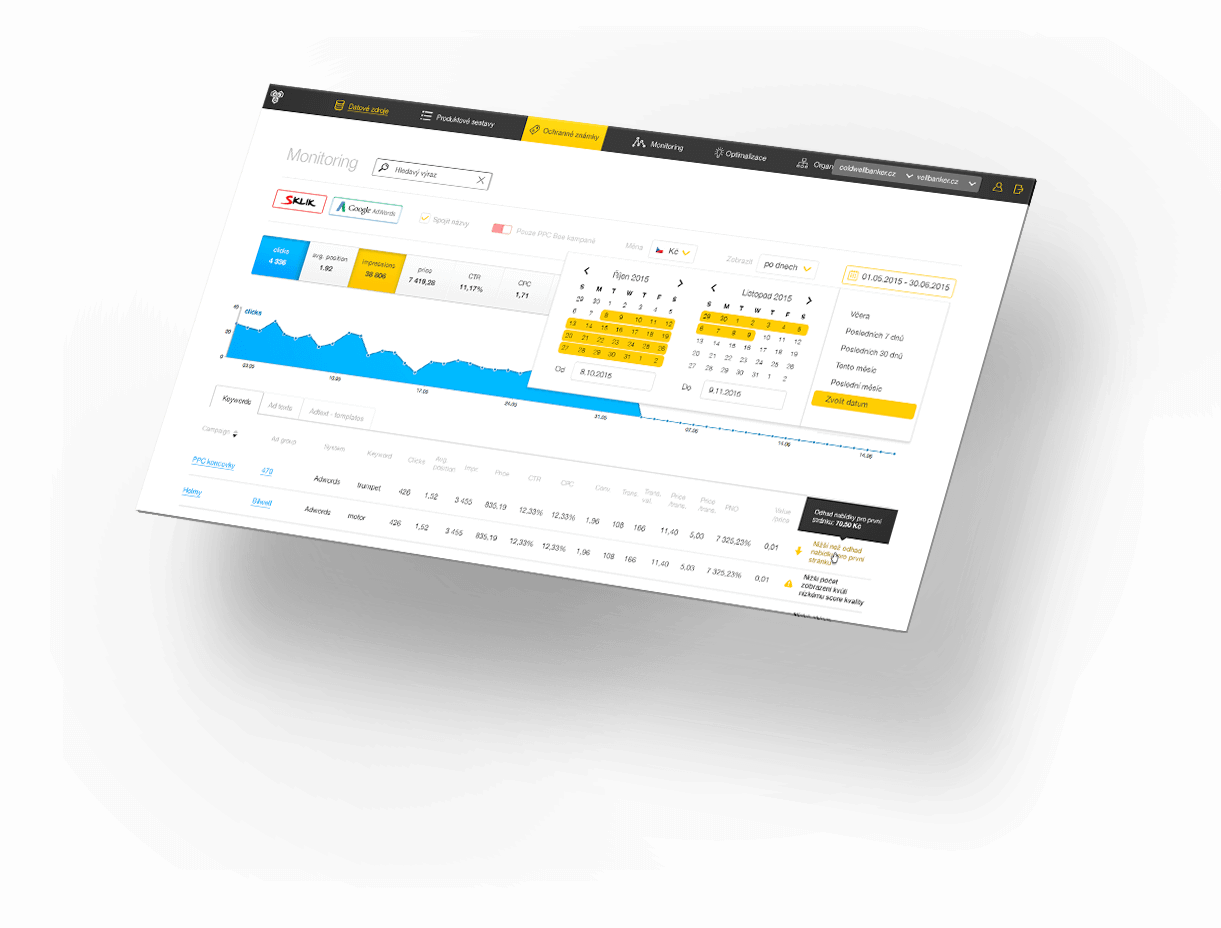 Datové zdroje
Produktové sestavy
Ochranné známky
Monitoring
Optimalizace
Organ
coldwellbanker.cz
vollbanker.cz
Monitoring
Hledavý výraz
SKLIK
Google AdWords
Spojit názvy
Pouze PPC Bee kampaně
Měna
Kč
Zobrazit
po dnech
01.05.2015 - 30.06.2015
clicks
4 336
avg. position
1.92
impressions
38 806
price
7 419,28
CTR
11,17%
CPC
1,71
Říjen 2015
S M T W T F S
29 30 1 2 3 4 5
6 7 8 9 10 11 12
13 14 15 16 17 18 19
20 21 22 23 24 25 26
27 28 29 30 31 1 2
Od
8.10.2015
Listopad 2015
S M T W T F S
29 30 1 2 3 4 5
6 7 8 9 10 11 12
13 14 15 16 17 18 19
20 21 22 23 24 25 26
27 28 29 30 31 1 2
Do
9.11.2015
Včera
Posledních 7 dnů
Posledních 30 dnů
Tento měsíc
Poslední měsíc
Zvolit datum
clicks
40
20
0
03.05
10.05
17.05
24.05
31.05
07.06
14.06
14.06
Keywords
Ad texts
Adtext - templates
Campaign
Ad group
System
Keyword
Clicks
Avg. position
Impr.
Price
CTR
CPC
Conv.
Trans.
Trans. val.
Price /trans.
Price /trans.
PNO
Value /price
PPC koncovky
479
Adwords
trumpet
426
1,52
3 455
835,19
12,33%
12,33%
1,96
108
166
11,40
5,03
7 325,23%
0,01
Odhad nabídky pro první
stránku: 70,50 Kč
Nižší než odhad
nabídky pro první
stránku
Hammy
Dilwell
Adwords
motor
426
1,52
3 455
835,19
12,33%
12,33%
1,96
108
166
11,40
5,03
7 325,23%
0,01
Nižší počet
zobrazení kvůli
nízkému score kvality